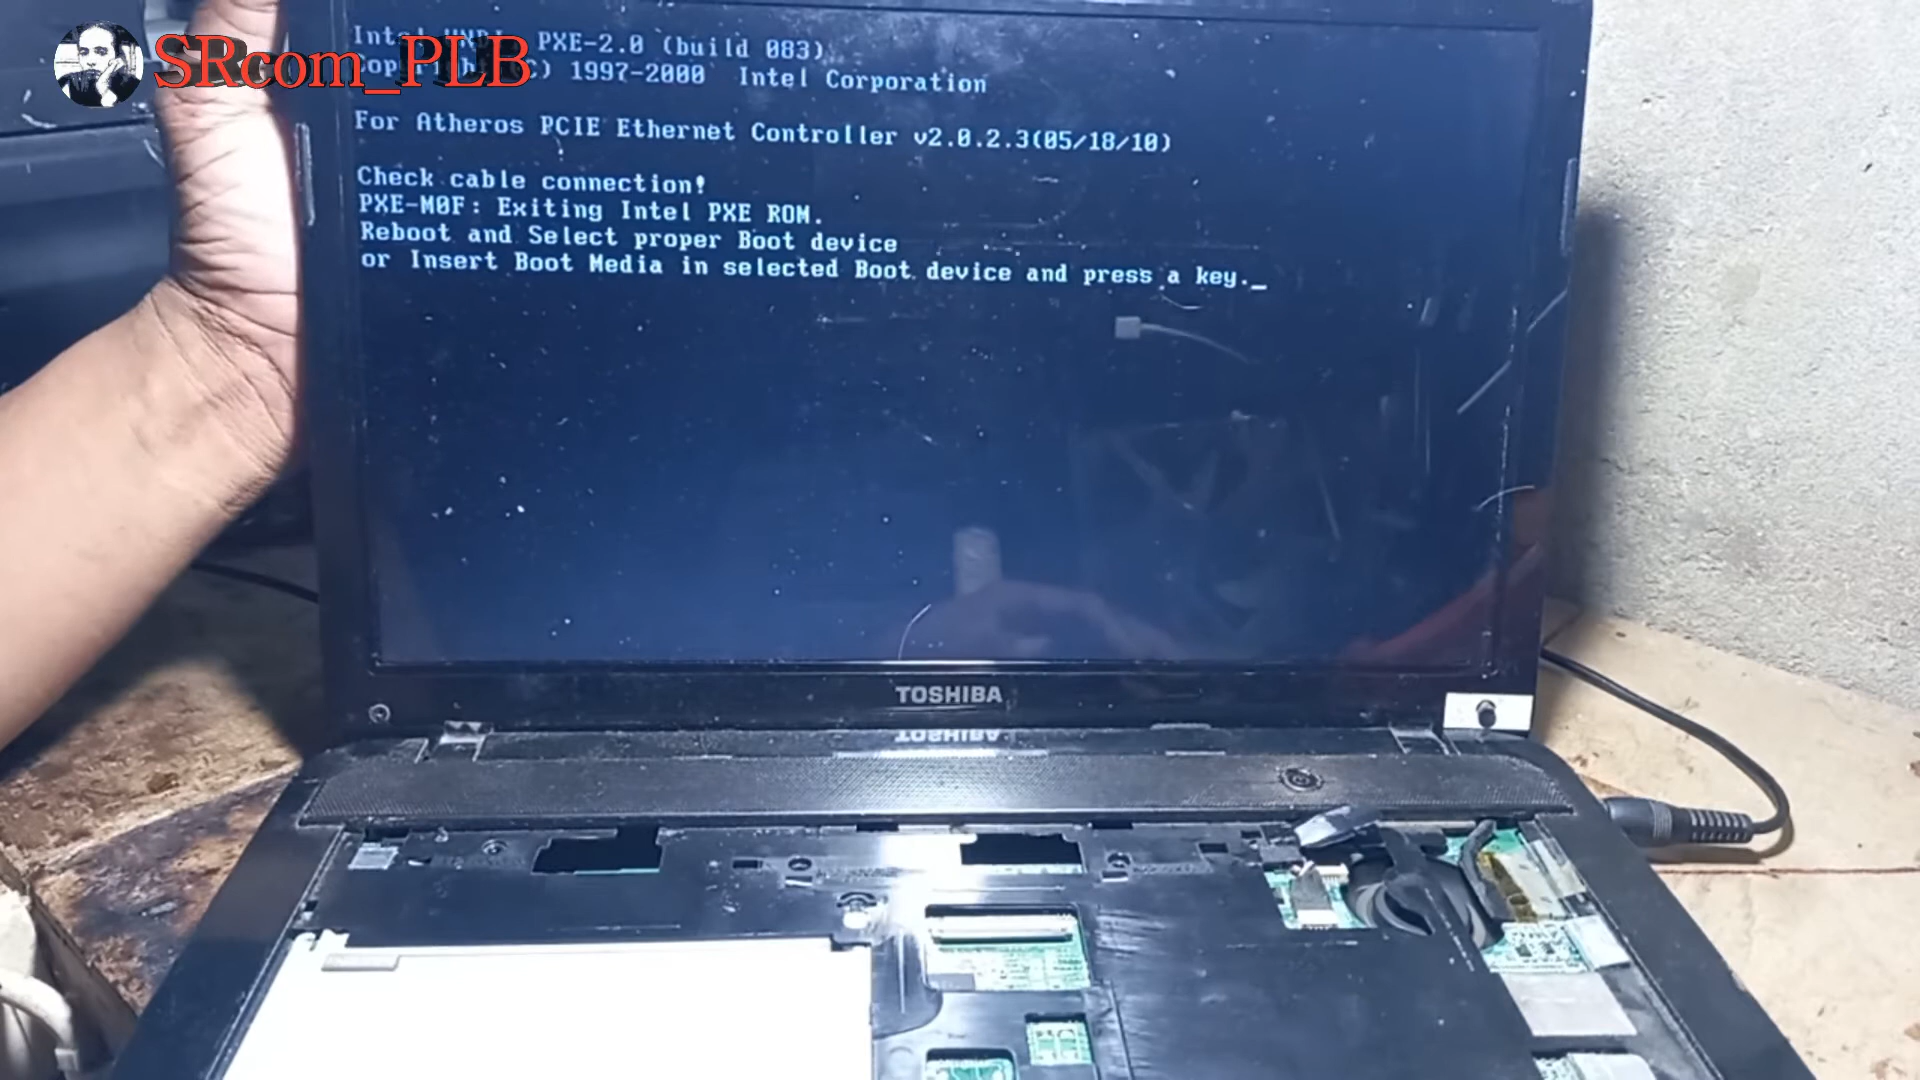 SRcom_PLB
PXE-2.0 (build 083)
1997-2000 Intel Corporation
For Atheros PCIE Ethernet Controller v2.0.2.3(05/18/10)
Check cable connection!
PXE-M0F: Exiting Intel PXE ROM.
Reboot and Select proper Boot device
or Insert Boot Media in selected Boot device and press a key._
TOSHIBA